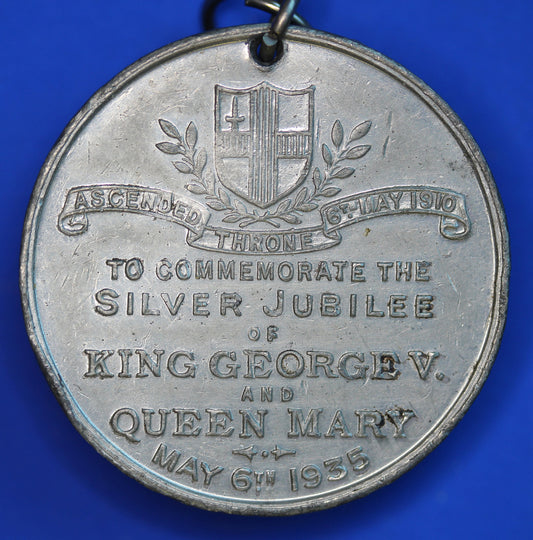 ASCENDED THRONE 6TH MAY 1910
TO COMMEMORATE THE
SILVER JUBILEE
OF
KING GEORGE V.
AND
QUEEN MARY
MAY 6TH 1935